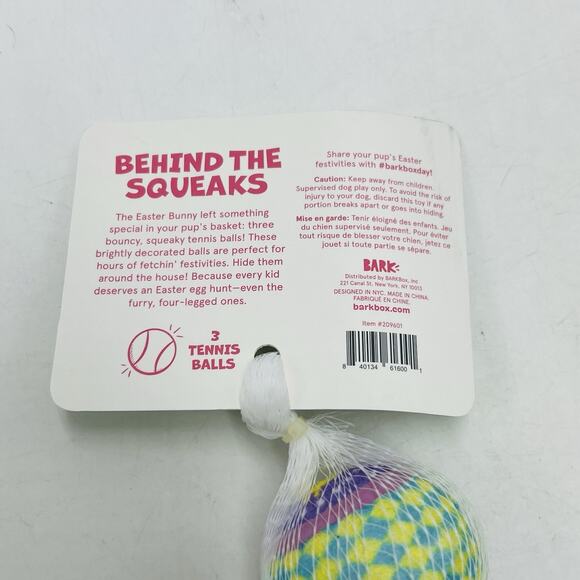 BEHIND THE
SQUEAKS
The Easter Bunny left something
special in your pup's basket: three
bouncy, squeaky tennis balls! These
brightly decorated balls are perfect for
hours of fetchin' festivities. Hide them
around the house! Because every kid
deserves an Easter egg hunt—even the
furry, four-legged ones.
3
TENNIS
BALLS
Share your pup's Easter
festivities with #barkboxday!
Caution: Keep away from children.
Supervised dog play only. To avoid the risk of
injury to your dog, discard this toy if any
portion breaks apart or goes into hiding.
Mise en garde: Tenir éloigné des enfants. Jeu
du chien supervisé seulement. Pour éviter
tout risque de blesser votre chien, jetez ce
jouet si toute partie se sépare.
BARK
Distributed by BARKBox, Inc
221 Canal St. New York, NY 10013
DESIGNED IN NYC. MADE IN CHINA.
FABRIQUÉ EN CHINE.
barkbox.com
Item #209601
8 40134 61600 1